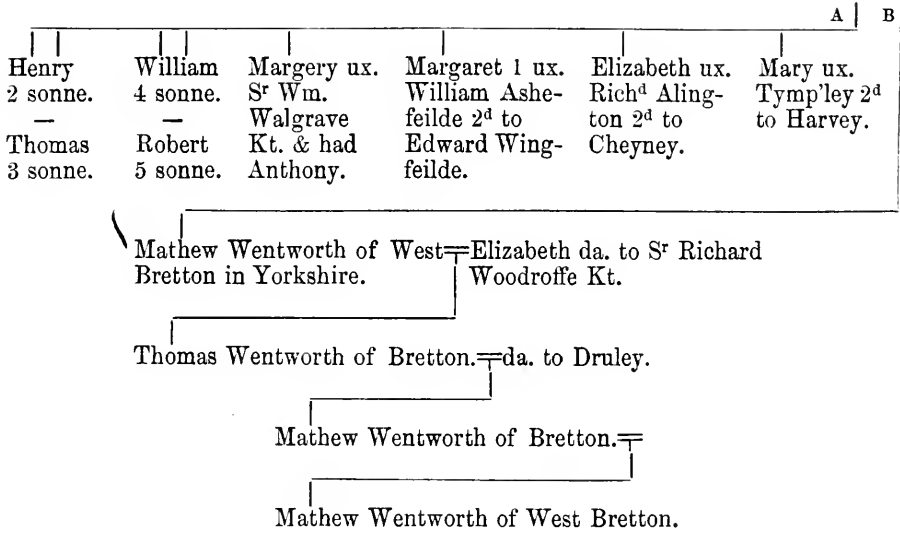 A B
Henry
2 sonne.
—
Thomas
3 sonne.
William
4 sonne.
—
Robert
5 sonne.
Margery ux.
Sʳ Wm.
Walgrave
Kt. & had
Anthony.
Margaret 1 ux.
William Ashe-
feilde 2ᵈ to
Edward Wing-
feilde.
Elizabeth ux.
Richᵈ Aling-
ton 2ᵈ to
Cheyney.
Mary ux.
Tymp'ley 2ᵈ
to Harvey.
Mathew Wentworth of West
Bretton in Yorkshire.
Elizabeth da. to Sʳ Richard
Woodroffe Kt.
Thomas Wentworth of Bretton.
da. to Druley.
Mathew Wentworth of Bretton.
Mathew Wentworth of West Bretton.